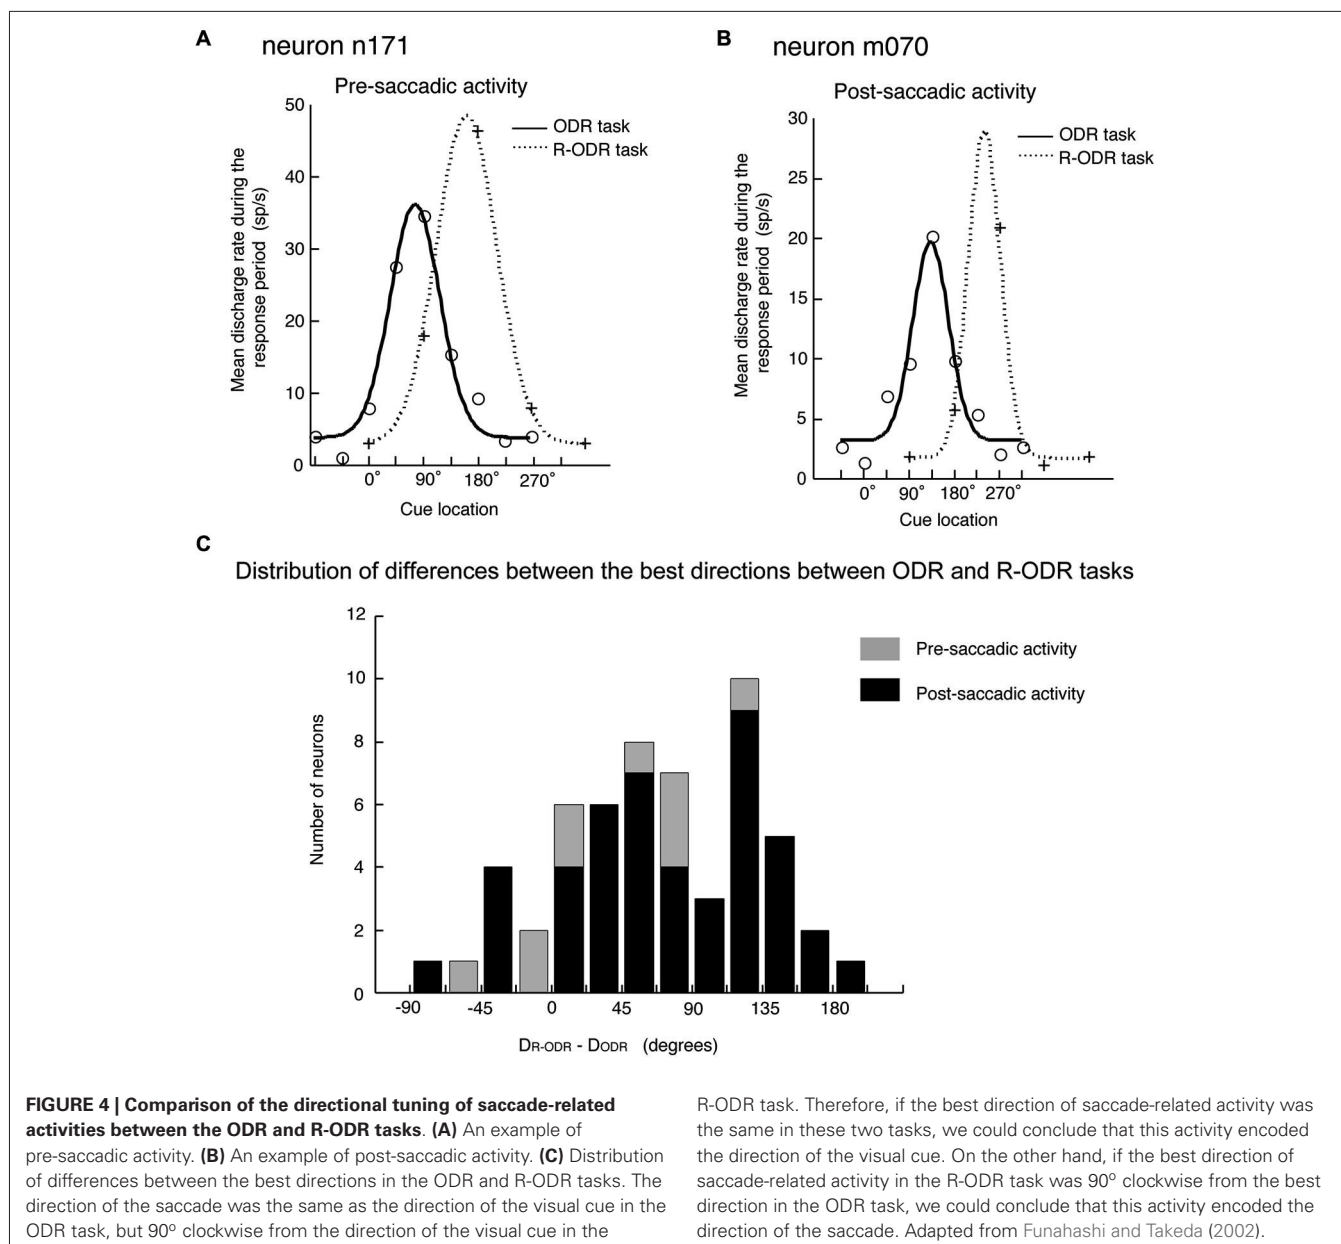 A neuron n171
Pre-saccadic activity
ODR task
R-ODR task
Mean discharge rate during the
response period (sp/s)
50
40
30
20
10
0
0° 90° 180° 270°
Cue location
B neuron m070
Post-saccadic activity
ODR task
R-ODR task
Mean discharge rate during the
response period (sp/s)
30
25
20
15
10
5
0
0° 90° 180° 270°
Cue location
C
Distribution of differences between the best directions between ODR and R-ODR tasks
Pre-saccadic activity
Post-saccadic activity
Number of neurons
12
10
8
6
4
2
0
-90 -45 0 45 90 135 180
DR-ODR - DODR (degrees)
FIGURE 4 | Comparison of the directional tuning of saccade-related
activities between the ODR and R-ODR tasks. (A) An example of
pre-saccadic activity. (B) An example of post-saccadic activity. (C) Distribution
of differences between the best directions in the ODR and R-ODR tasks. The
direction of the saccade was the same as the direction of the visual cue in the
ODR task, but 90° clockwise from the direction of the visual cue in the
R-ODR task. Therefore, if the best direction of saccade-related activity was
the same in these two tasks, we could conclude that this activity encoded
the direction of the visual cue. On the other hand, if the best direction of
saccade-related activity in the R-ODR task was 90° clockwise from the best
direction in the ODR task, we could conclude that this activity encoded the
direction of the saccade. Adapted from Funahashi and Takeda (2002).